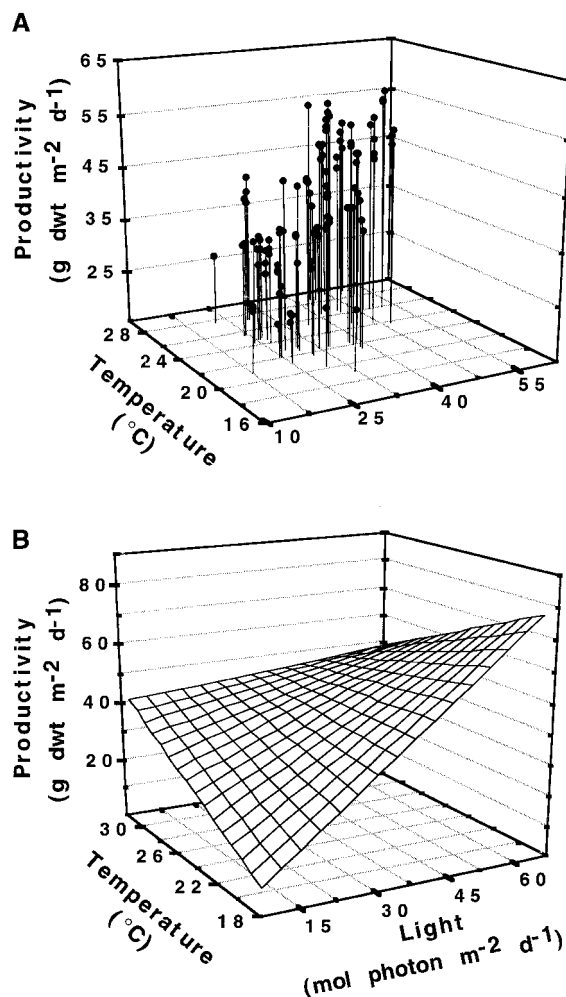 A
65
55
45
35
25
Productivity
(g dwt m-2 d-1)
28
24
20
16
Temperature
(°C)
10
25
40
55
B
80
60
40
20
Productivity
(g dwt m-2 d-1)
30
26
22
18
Temperature
(°C)
15
30
45
60
Light
(mol photon m-2 d-1)